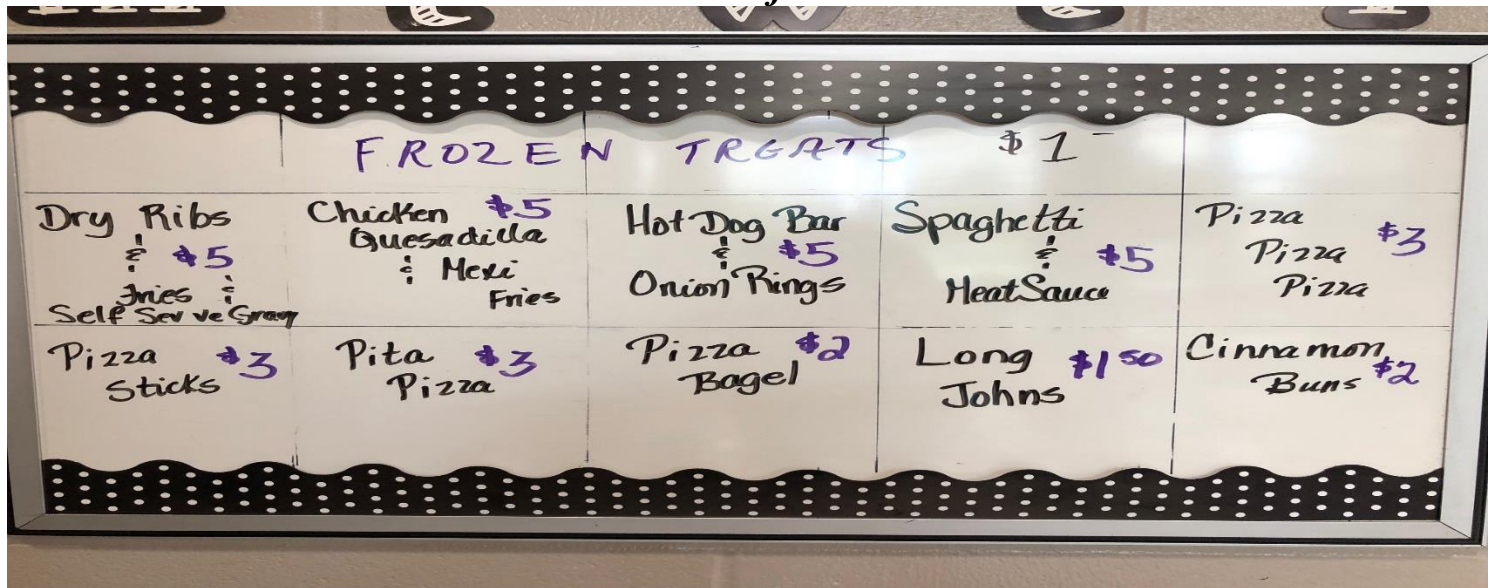 FROZEN TREATS $1
Dry Ribs
& $5
Fries &
Self Serve Gravy
Chicken $5
Quesadilla
& Mexi
Fries
Hot Dog Bar
& $5
Onion Rings
Spaghetti
& $5
Meat Sauce
Pizza
Pizza $3
Pizza
Pizza $3
Sticks
Pita $3
Pizza
Pizza $2
Bagel
Long $1 50
Johns
Cinnamon
Buns $2